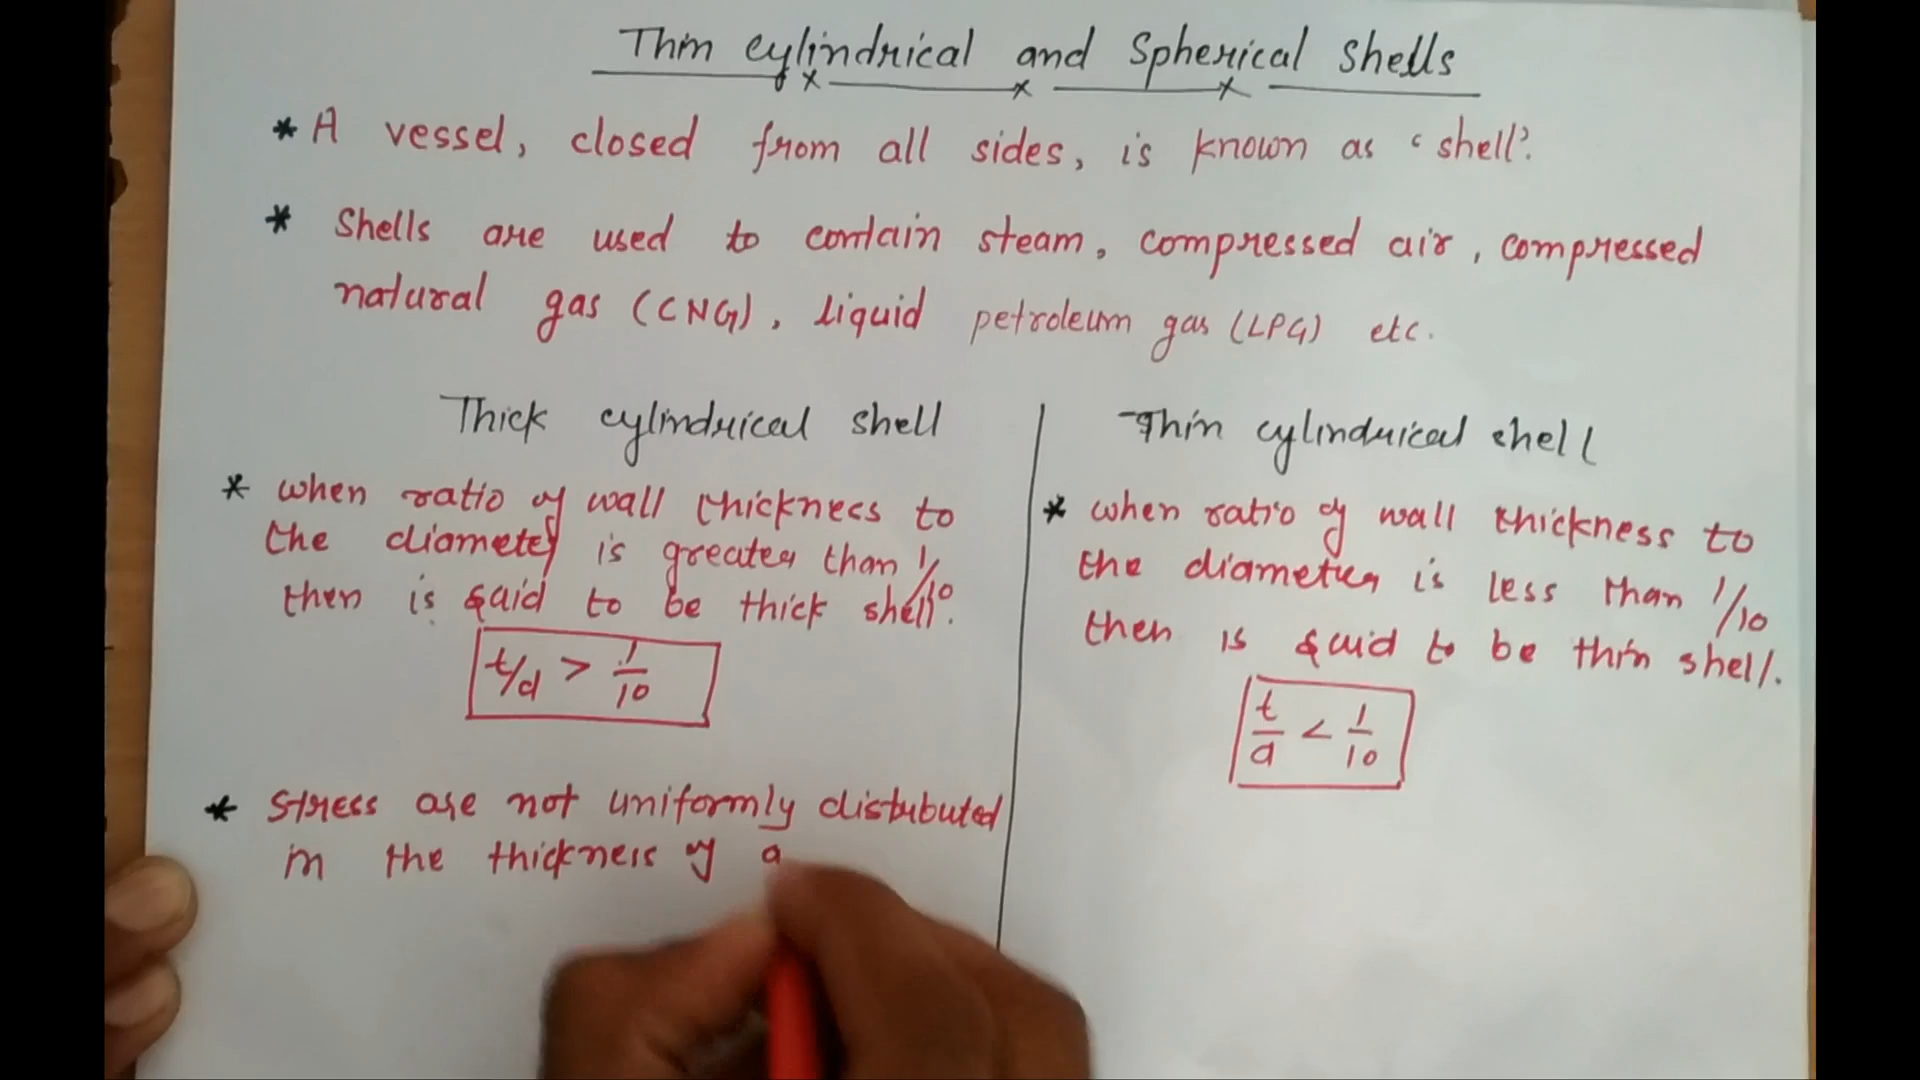 Thin cylindrical and Spherical shells
* A vessel, closed from all sides, is known as 'shell'.
* Shells are used to contain steam, compressed air, compressed
natural gas (CNG), liquid petroleum gas (LPG) etc.
Thick cylindrical shell
* when ratio of wall thickness to
the diameter is greater than 1/10
then is said to be thick shell.
t/d > 1/10
* Stress are not uniformly distributed
in the thickness of a
Thin cylindrical shell
* when ratio of wall thickness to
the diameter is less than 1/10
then is said to be thin shell.
t/d < 1/10